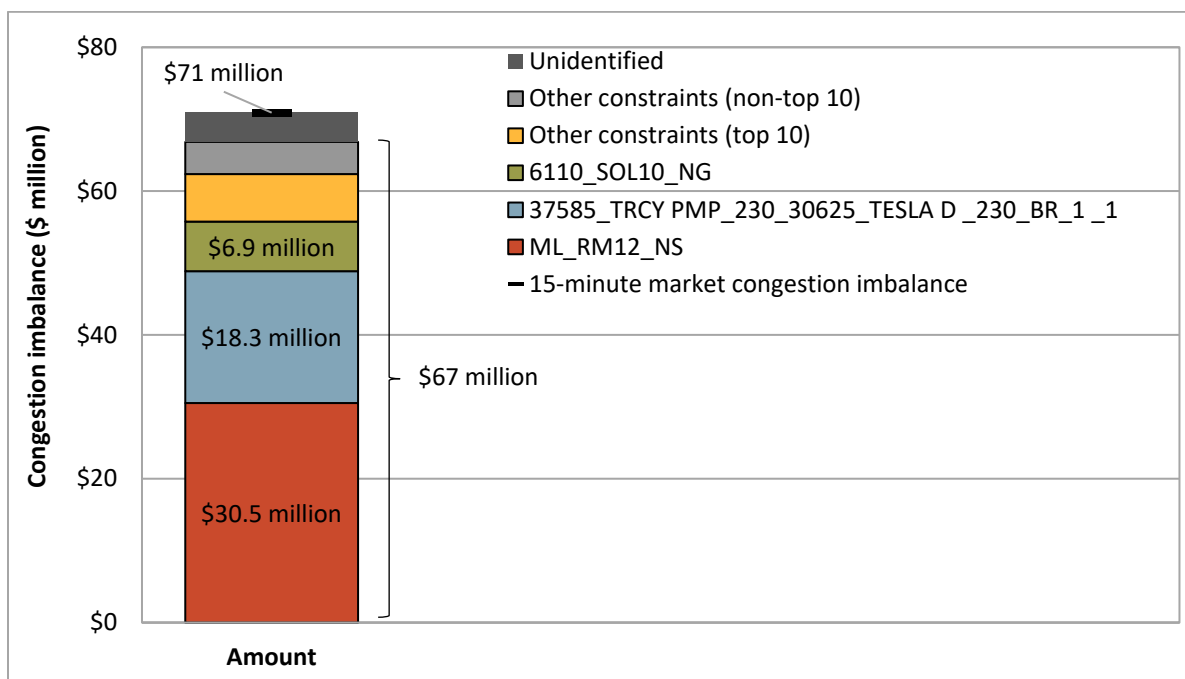 $80
$71 million
Unidentified
Other constraints (non-top 10)
Other constraints (top 10)
6110_SOL10_NG
37585_TRCY PMP_230_30625_TESLA D _230_BR_1 _1
ML_RM12_NS
15-minute market congestion imbalance
$60
$40
$20
$0
Congestion imbalance ($ million)
$6.9 million
$18.3 million
$30.5 million
$67 million
Amount